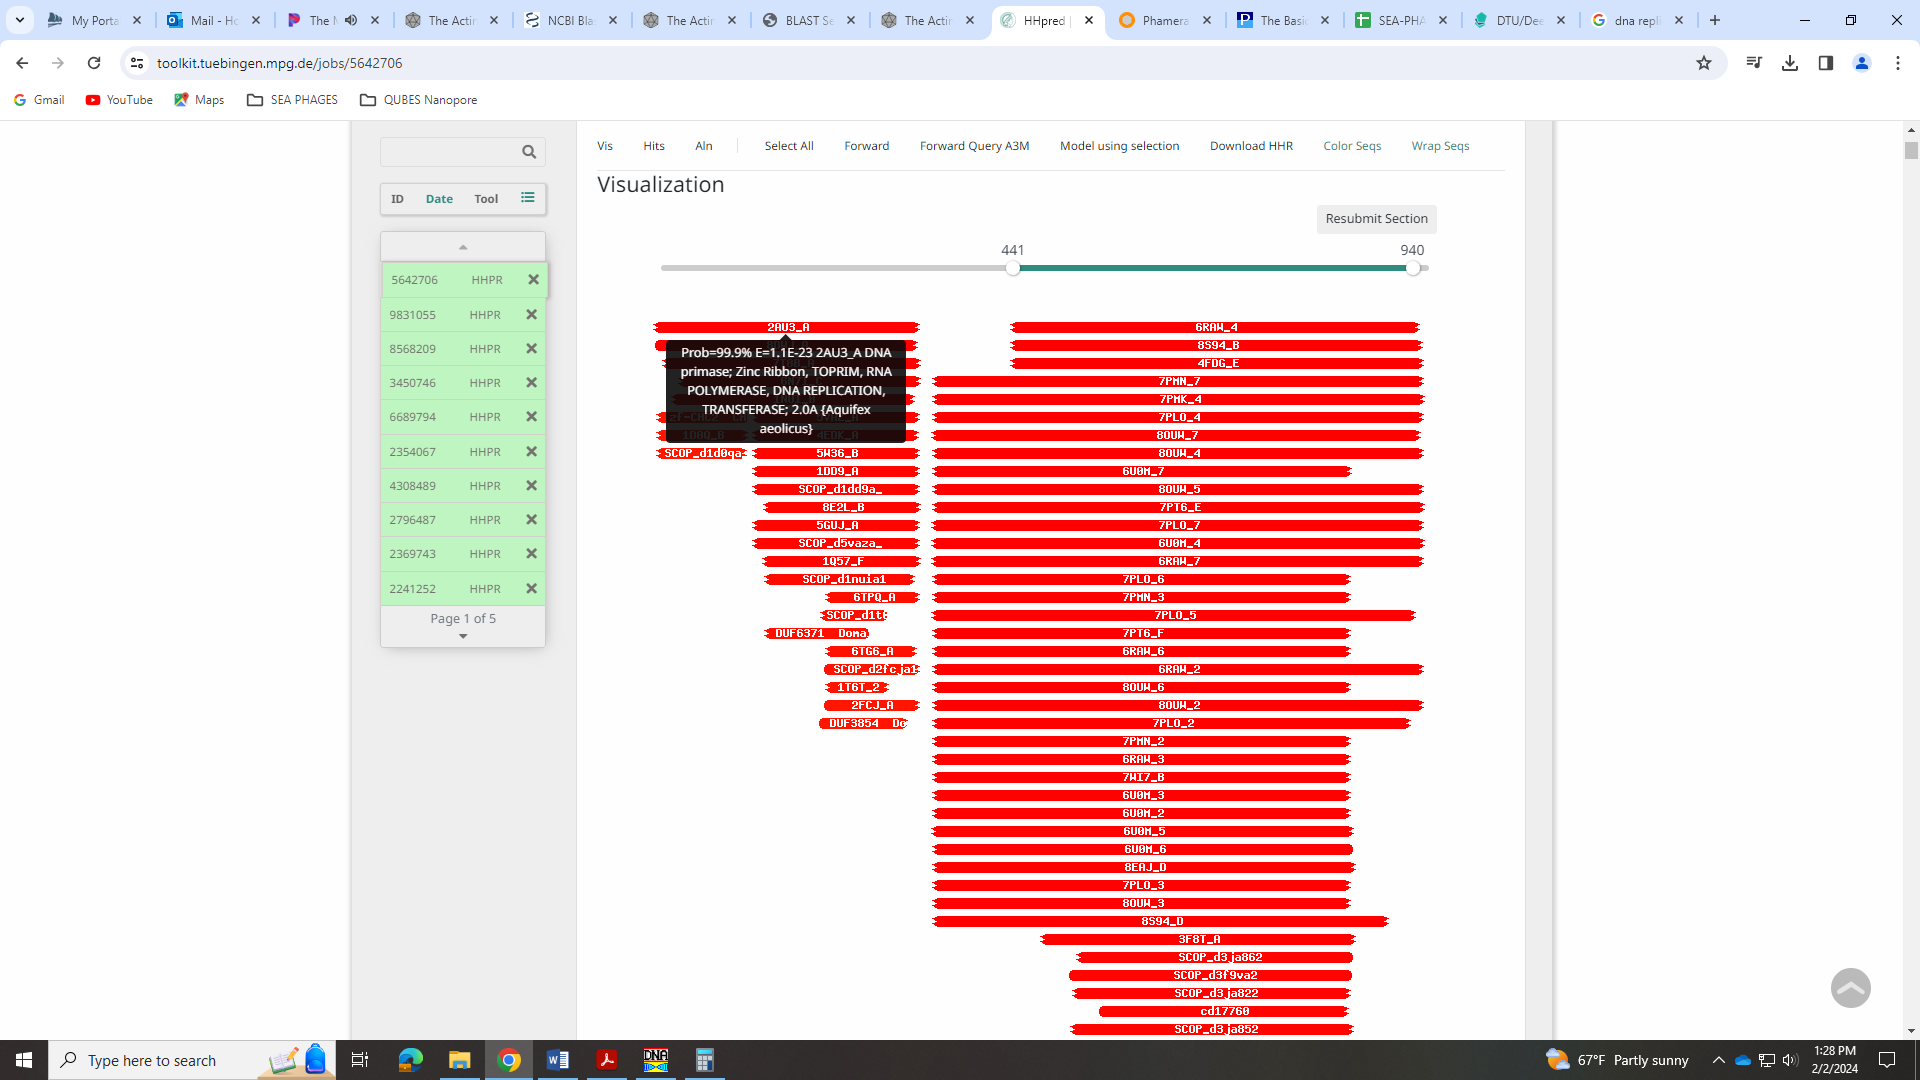 My Porta
Mail - Ho
The N
The Actin
NCBI Bla
The Actin
BLAST Se
The Actin
HHpred |
Phamera
The Basi
SEA-PHA
DTU/Dee
dna repli
toolkit.tuebingen.mpg.de/jobs/5642706
Gmail
YouTube
Maps
SEA PHAGES
QUBES Nanopore
Vis
Hits
Aln
Select All
Forward
Forward Query A3M
Model using selection
Download HHR
Color Seqs
Wrap Seqs
Visualization
Resubmit Section
441
940
ID
Date
Tool
5642706 HHPR
9831055 HHPR
8568209 HHPR
3450746 HHPR
6689794 HHPR
2354067 HHPR
4308489 HHPR
2796487 HHPR
2369743 HHPR
2241252 HHPR
Page 1 of 5
2AU3_A
Prob=99.9% E=1.1E-23 2AU3_A DNA
primase; Zinc Ribbon, TOPRIM, RNA
POLYMERASE, DNA REPLICATION,
TRANSFERASE; 2.0A {Aquifex
aeolicus}
SCOP_d1d0qa
5W36_B
1DD9_A
SCOP_d1dd9a_
8E2L_B
5GUJ_A
SCOP_d5vaza_
1Q57_F
SCOP_d1nuia1
6TPQ_A
SCOP_d1t
DUF6371 Doma
6TG6_A
SCOP_d2fcja1
1T6T_2
2FCJ_A
DUF3854 Do
6RAW_4
8S94_B
4FDG_E
7PMN_7
7PMK_4
7PLO_4
8OUW_7
8OUW_4
6U0M_7
8OUW_5
7PT6_E
7PLO_7
6U0M_4
6RAW_7
7PLO_6
7PMN_3
7PLO_5
7PT6_F
6RAW_6
6RAW_2
8OUW_6
8OUW_2
7PLO_2
7PMN_2
6RAW_3
7WI7_B
6U0M_3
6U0M_2
6U0M_5
6U0M_6
8EAJ_D
7PLO_3
8OUW_3
8S94_D
3F8T_A
SCOP_d3ja862
SCOP_d3f9va2
SCOP_d3ja822
cd17760
SCOP_d3ja852
Type here to search
DNA
67°F Partly sunny
1:28 PM
2/2/2024